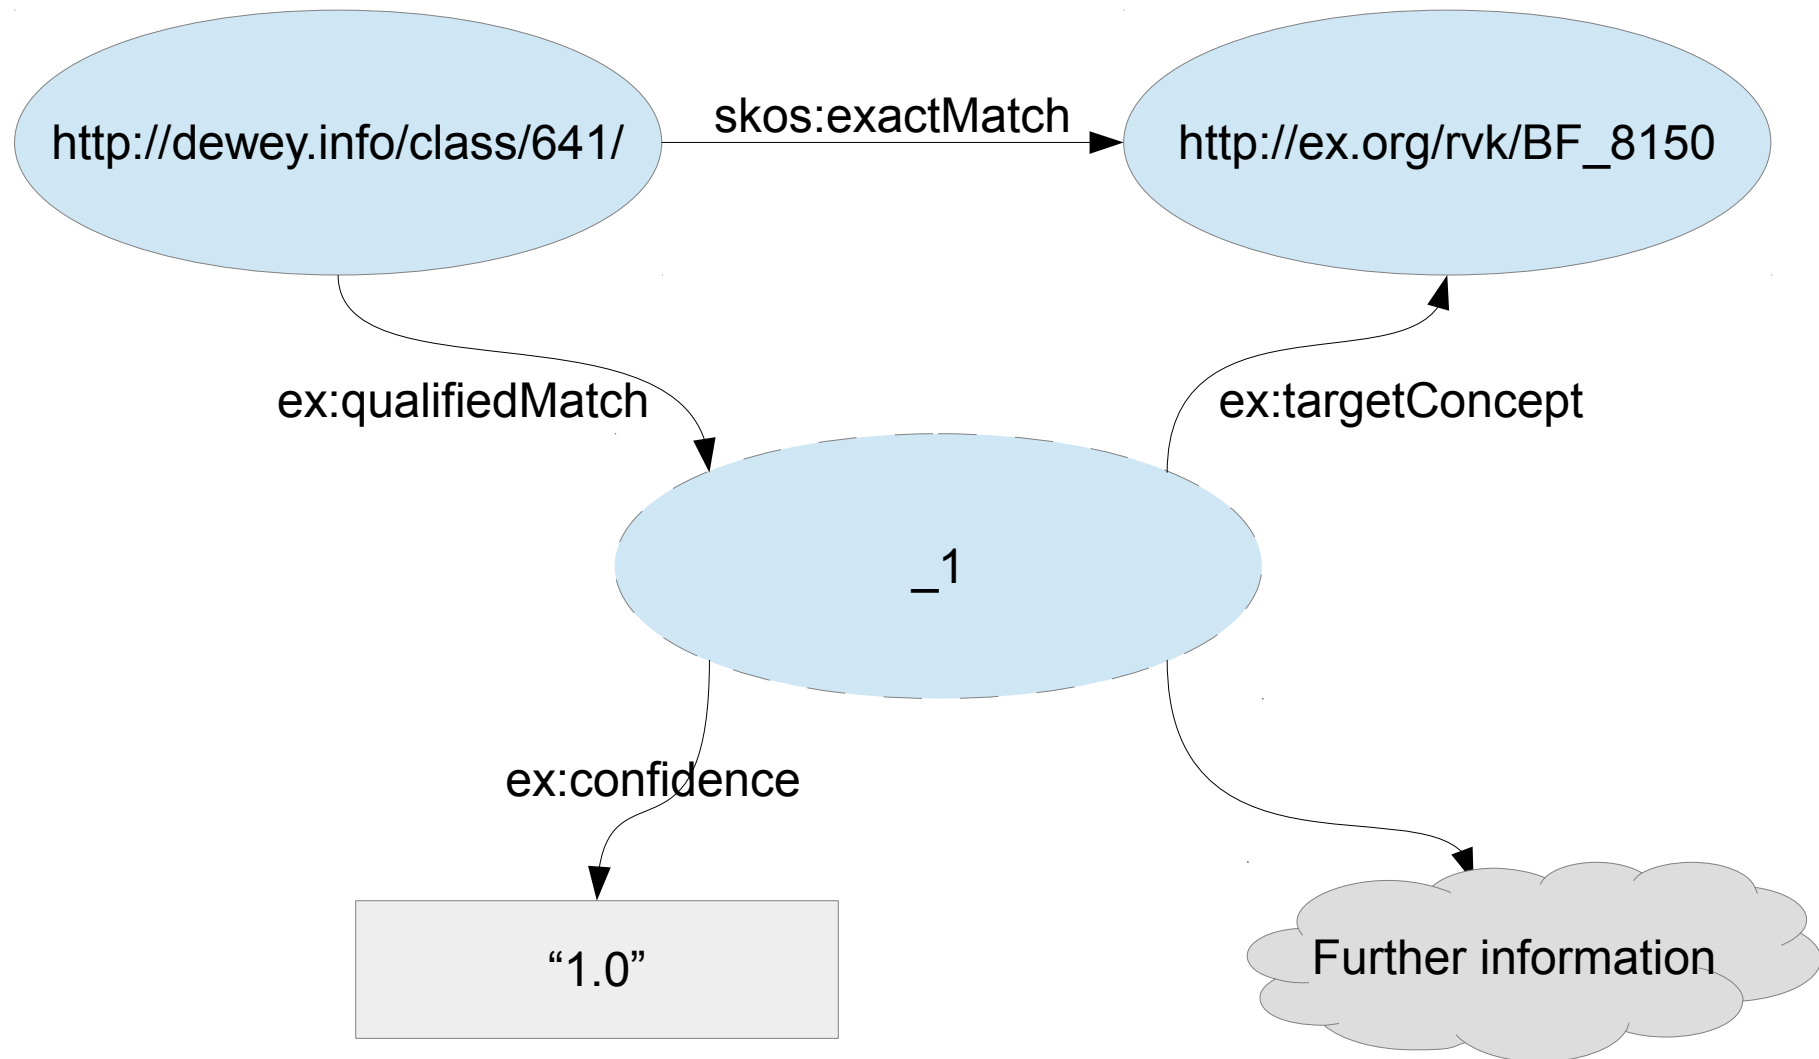 http://dewey.info/class/641/
skos:exactMatch
http://ex.org/rvk/BF_8150
ex:qualifiedMatch
ex:targetConcept
_1
ex:confidence
“1.0”
Further information